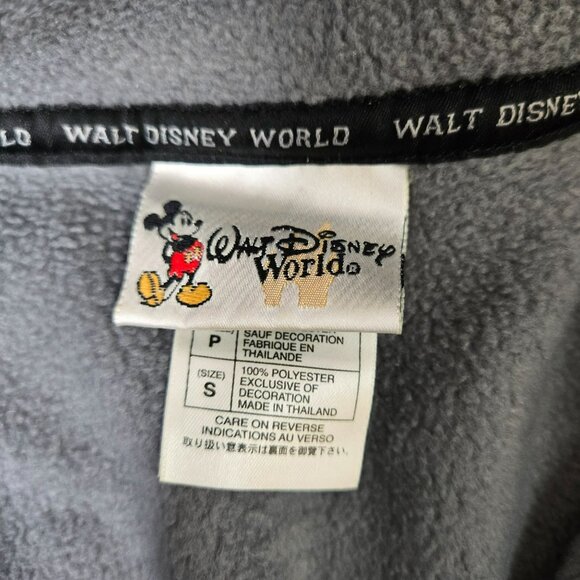 WALT DISNEY WORLD WALT DISNE
WALT DISNEY
World®
P
SAUF DECORATION
FABRIQUE EN
THAILANDE
(SIZE)
S
100% POLYESTER
EXCLUSIVE OF
DECORATION
MADE IN THAILAND
CARE ON REVERSE
INDICATIONS AU VERSO
取り扱い意表示は裏面を御覧下さい。